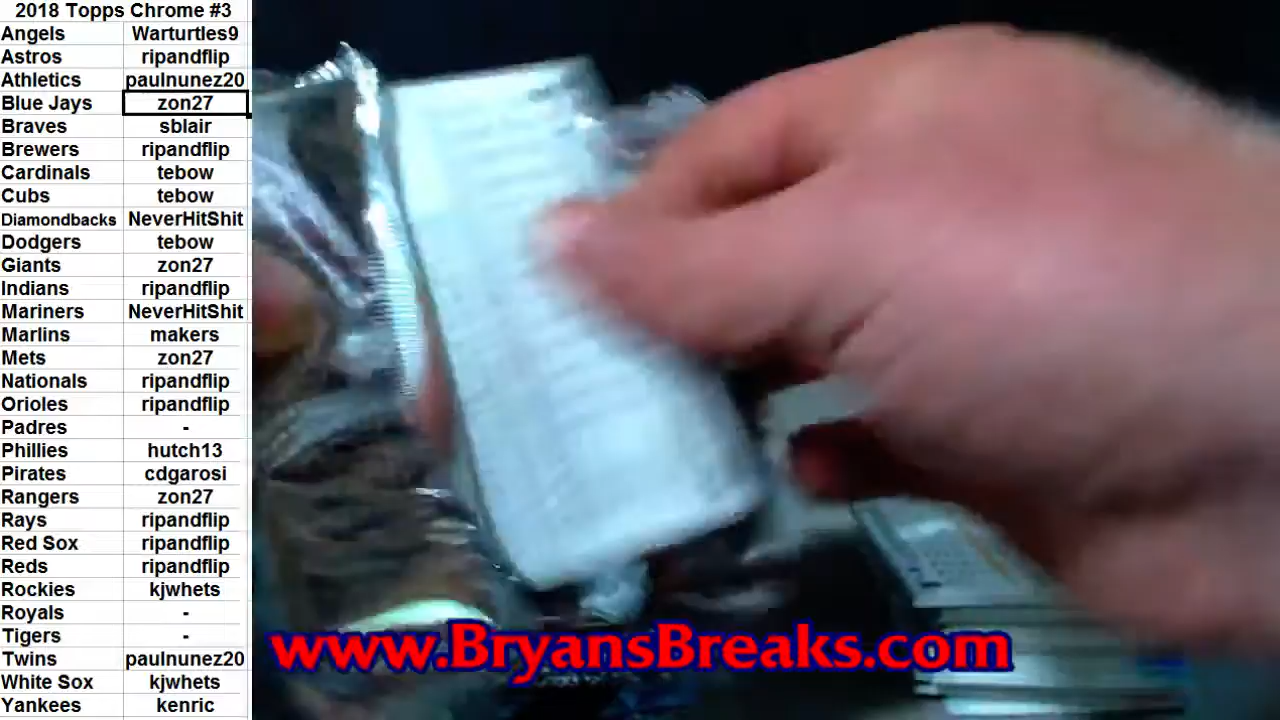 2018 Topps Chrome #3
Angels Warturtles9
Astros ripandflip
Athletics paulnunez20
Blue Jays zon27
Braves sblair
Brewers ripandflip
Cardinals tebow
Cubs tebow
Diamondbacks NeverHitShit
Dodgers tebow
Giants zon27
Indians ripandflip
Mariners NeverHitShit
Marlins makers
Mets zon27
Nationals ripandflip
Orioles ripandflip
Padres -
Phillies hutch13
Pirates cdgarosi
Rangers zon27
Rays ripandflip
Red Sox ripandflip
Reds ripandflip
Rockies kjwhets
Royals -
Tigers -
Twins paulnunez20
White Sox kjwhets
Yankees kenric
www.BryansBreaks.com